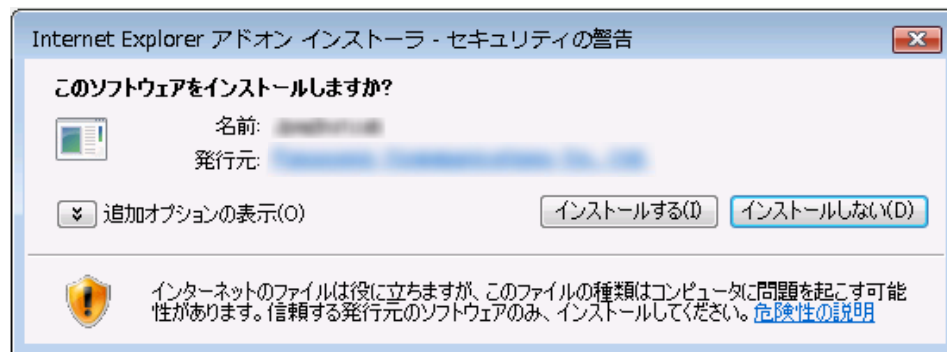 Internet Explorer アドオン インストーラ - セキュリティの警告
このソフトウェアをインストールしますか?
名前:
発行元:
追加オプションの表示(O)
インストールする(I)
インストールしない(D)
インターネットのファイルは役に立ちますが、このファイルの種類はコンピュータに問題を起こす可能
性があります。信頼する発行元のソフトウェアのみ、インストールしてください。危険性の説明